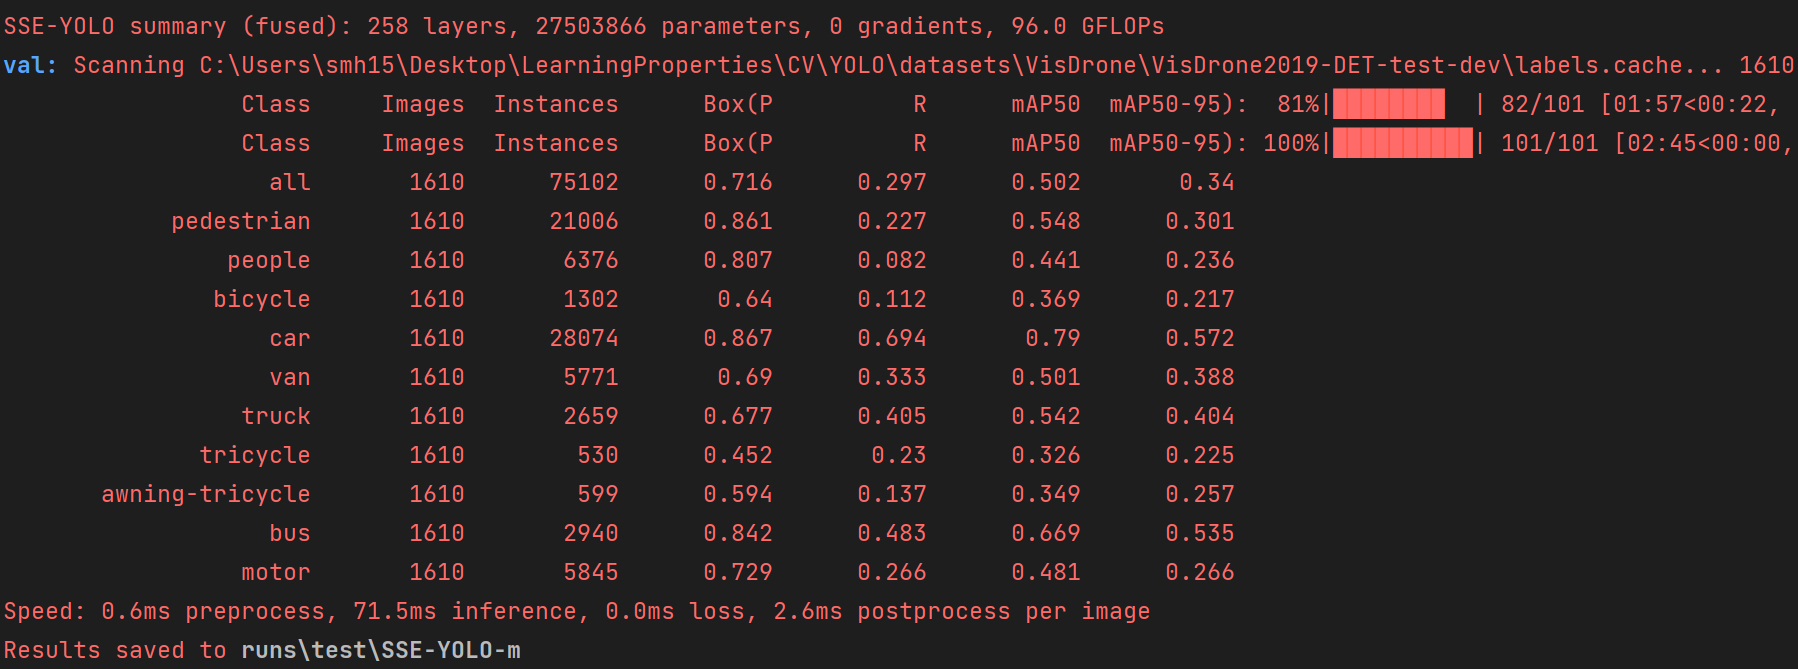 SSE-YOLO summary (fused): 258 layers, 27503866 parameters, 0 gradients, 96.0 GFLOPs
val: Scanning C:\Users\smh15\Desktop\LearningProperties\CV\YOLO\datasets\VisDrone\VisDrone2019-DET-test-dev\labels.cache... 1610
Class Images Instances Box(P R mAP50 mAP50-95): 81%|████████ | 82/101 [01:57<00:22,
Class Images Instances Box(P R mAP50 mAP50-95): 100%|██████████| 101/101 [02:45<00:00,
all 1610 75102 0.716 0.297 0.502 0.34
pedestrian 1610 21006 0.861 0.227 0.548 0.301
people 1610 6376 0.807 0.082 0.441 0.236
bicycle 1610 1302 0.64 0.112 0.369 0.217
car 1610 28074 0.867 0.694 0.79 0.572
van 1610 5771 0.69 0.333 0.501 0.388
truck 1610 2659 0.677 0.405 0.542 0.404
tricycle 1610 530 0.452 0.23 0.326 0.225
awning-tricycle 1610 599 0.594 0.137 0.349 0.257
bus 1610 2940 0.842 0.483 0.669 0.535
motor 1610 5845 0.729 0.266 0.481 0.266
Speed: 0.6ms preprocess, 71.5ms inference, 0.0ms loss, 2.6ms postprocess per image
Results saved to runs\test\SSE-YOLO-m